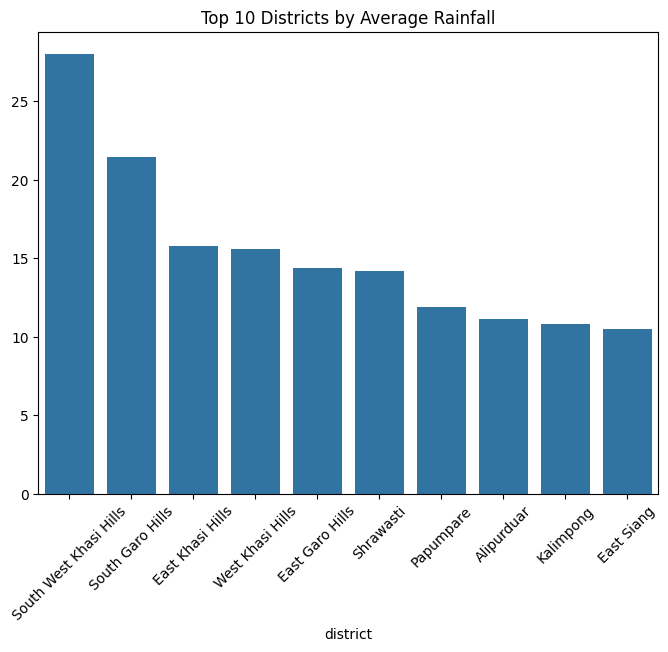 Top 10 Districts by Average Rainfall
25
20
15
10
5
0
South West Khasi Hills
South Garo Hills
East Khasi Hills
West Khasi Hills
East Garo Hills
Shrawasti
Papumpare
Alipurduar
Kalimpong
East Siang
district